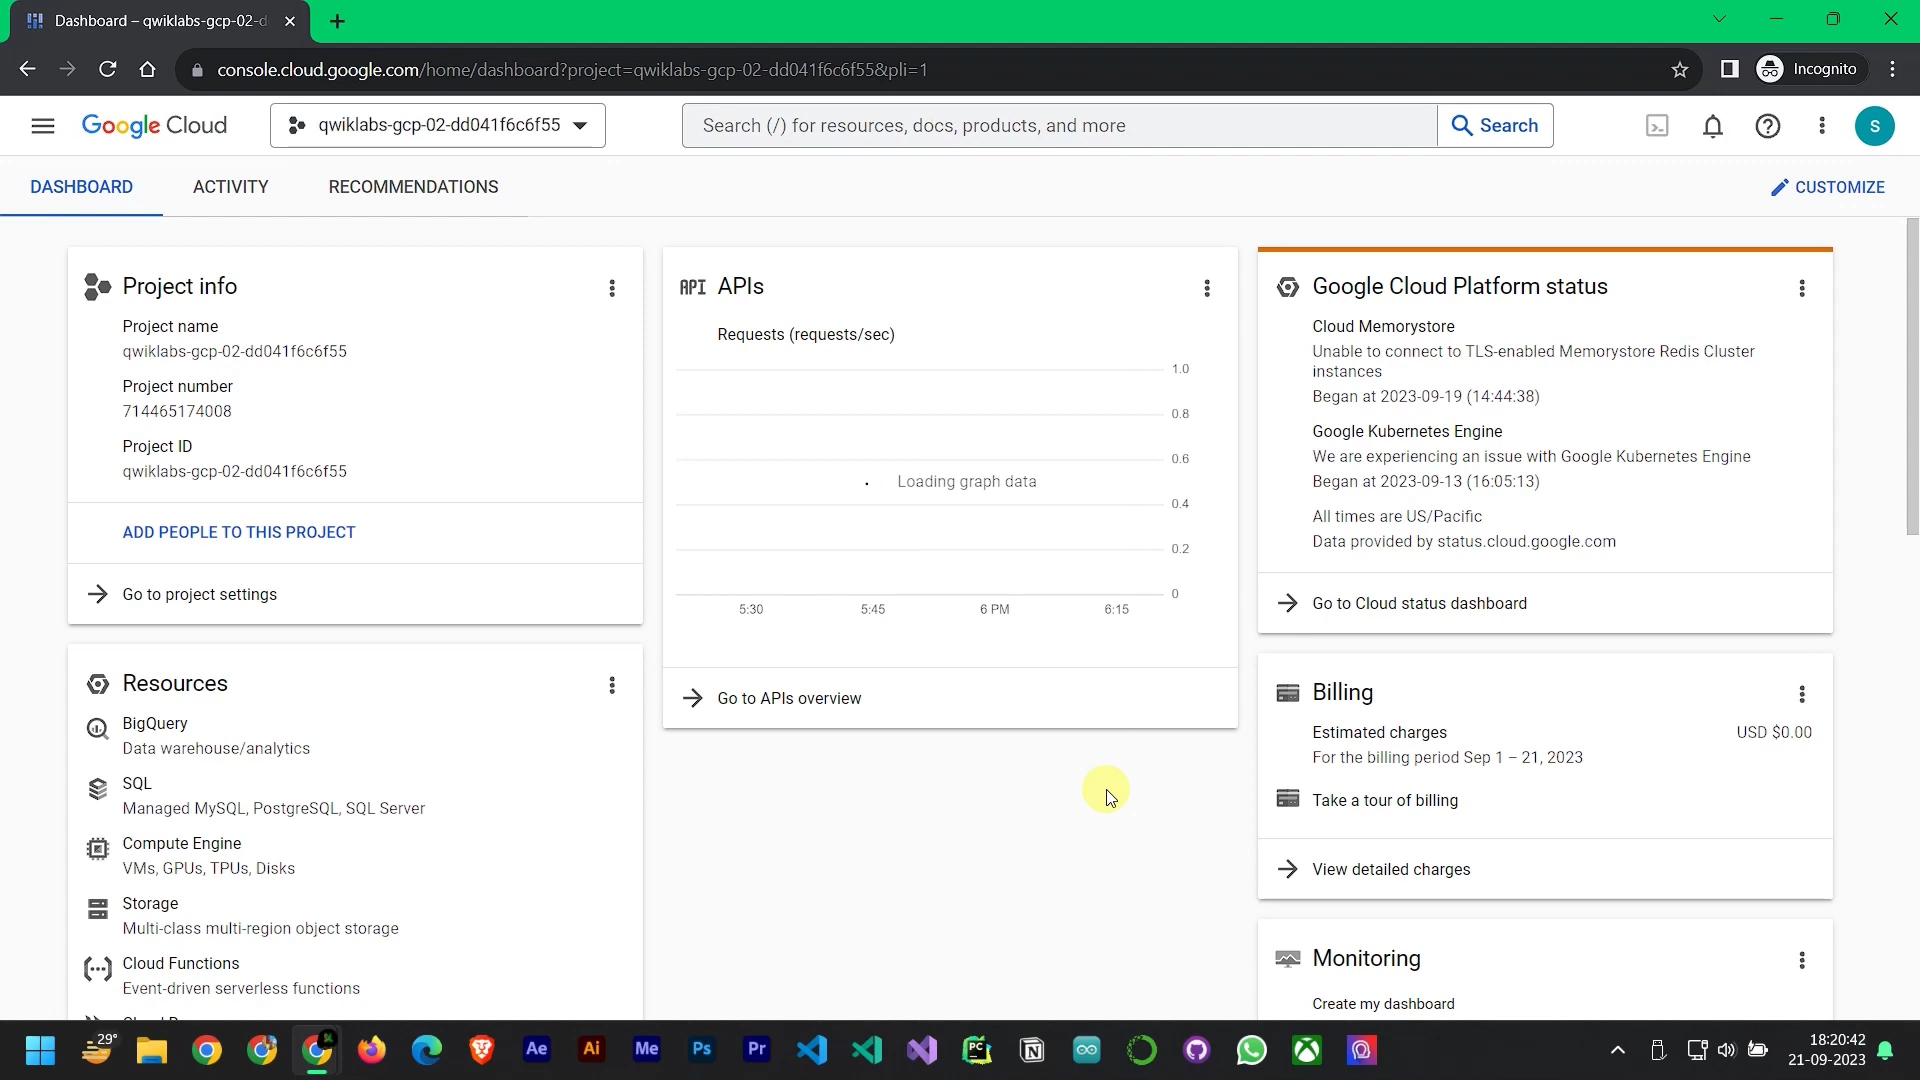 Dashboard – qwiklabs-gcp-02-d
console.cloud.google.com/home/dashboard?project=qwiklabs-gcp-02-dd041f6c6f55&pli=1
Incognito
Google Cloud
qwiklabs-gcp-02-dd041f6c6f55
Search (/) for resources, docs, products, and more
Search
S
DASHBOARD
ACTIVITY
RECOMMENDATIONS
CUSTOMIZE
Project info
Project name
qwiklabs-gcp-02-dd041f6c6f55
Project number
714465174008
Project ID
qwiklabs-gcp-02-dd041f6c6f55
ADD PEOPLE TO THIS PROJECT
Go to project settings
Resources
BigQuery
Data warehouse/analytics
SQL
Managed MySQL, PostgreSQL, SQL Server
Compute Engine
VMs, GPUs, TPUs, Disks
Storage
Multi-class multi-region object storage
Cloud Functions
Event-driven serverless functions
API APIs
Requests (requests/sec)
1.0
0.8
0.6
Loading graph data
0.4
0.2
0
5:30
5:45
6 PM
6:15
Go to APIs overview
Google Cloud Platform status
Cloud Memorystore
Unable to connect to TLS-enabled Memorystore Redis Cluster
instances
Began at 2023-09-19 (14:44:38)
Google Kubernetes Engine
We are experiencing an issue with Google Kubernetes Engine
Began at 2023-09-13 (16:05:13)
All times are US/Pacific
Data provided by status.cloud.google.com
Go to Cloud status dashboard
Billing
Estimated charges USD $0.00
For the billing period Sep 1 – 21, 2023
Take a tour of billing
View detailed charges
Monitoring
Create my dashboard
29°
Ae
Ai
Me
Ps
Pr
PC
N
18:20:42
21-09-2023